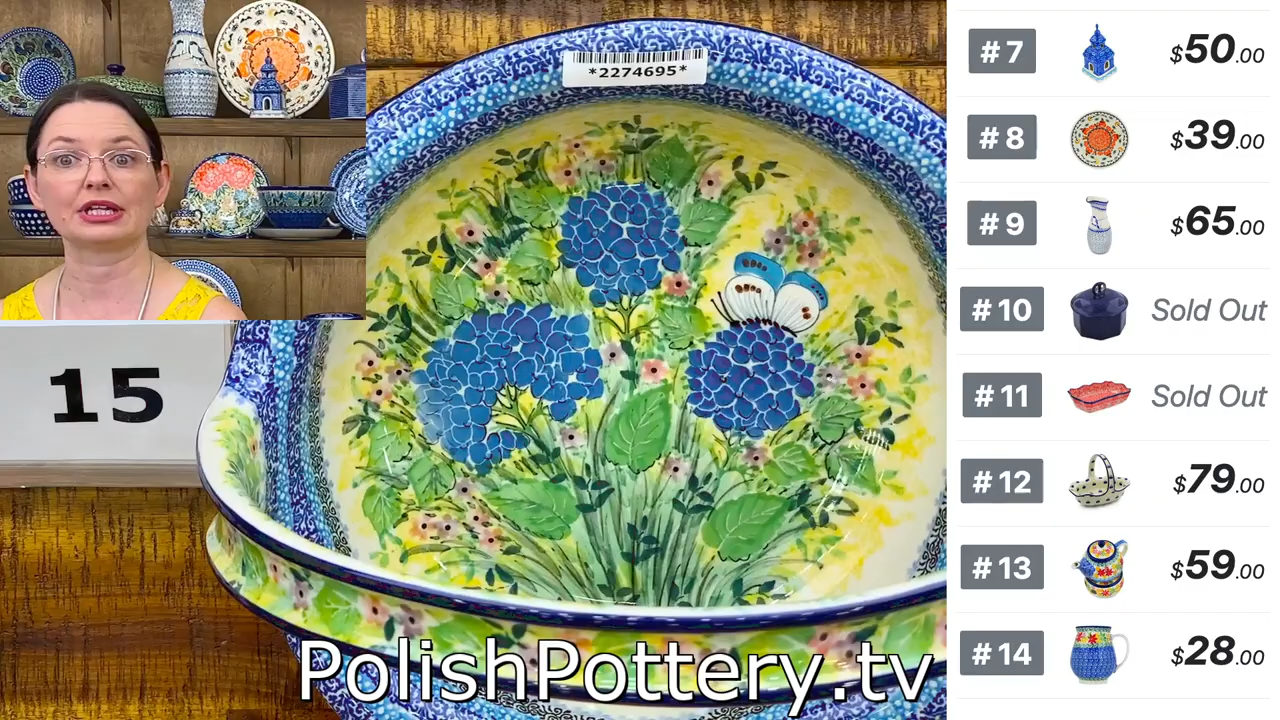 *2274695*
15
PolishPottery.tv
#7 $50.00
#8 $39.00
#9 $65.00
#10 Sold Out
#11 Sold Out
#12 $79.00
#13 $59.00
#14 $28.00